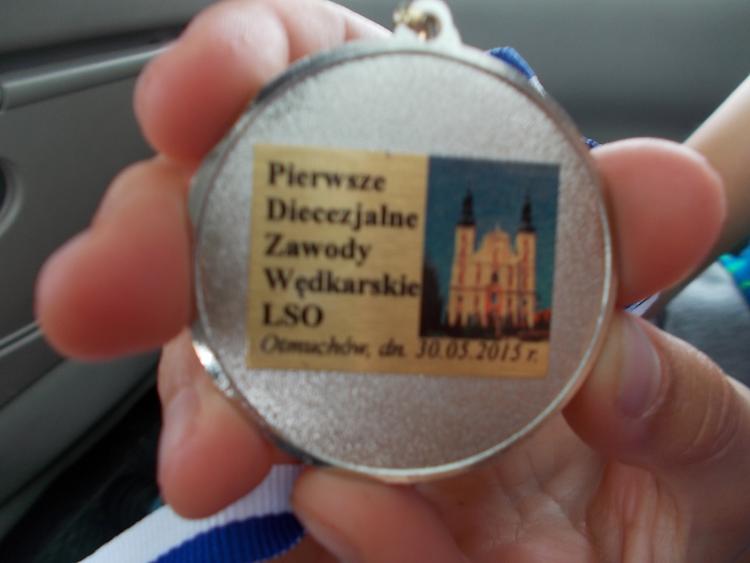 Pierwsze
Diecezjalne
Zawody
Wędkarskie
LSO
Otmuchów, dn. 30.05.2015 r.